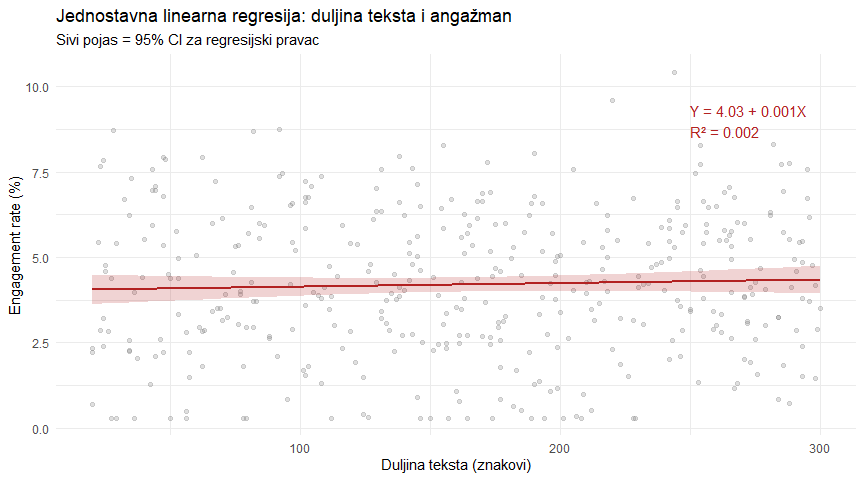 Jednostavna linearna regresija: duljina teksta i angažman
Sivi pojas = 95% CI za regresijski pravac
Y = 4.03 + 0.001X
R² = 0.002
10.0
7.5
5.0
2.5
0.0
Engagement rate (%)
100
200
300
Duljina teksta (znakovi)